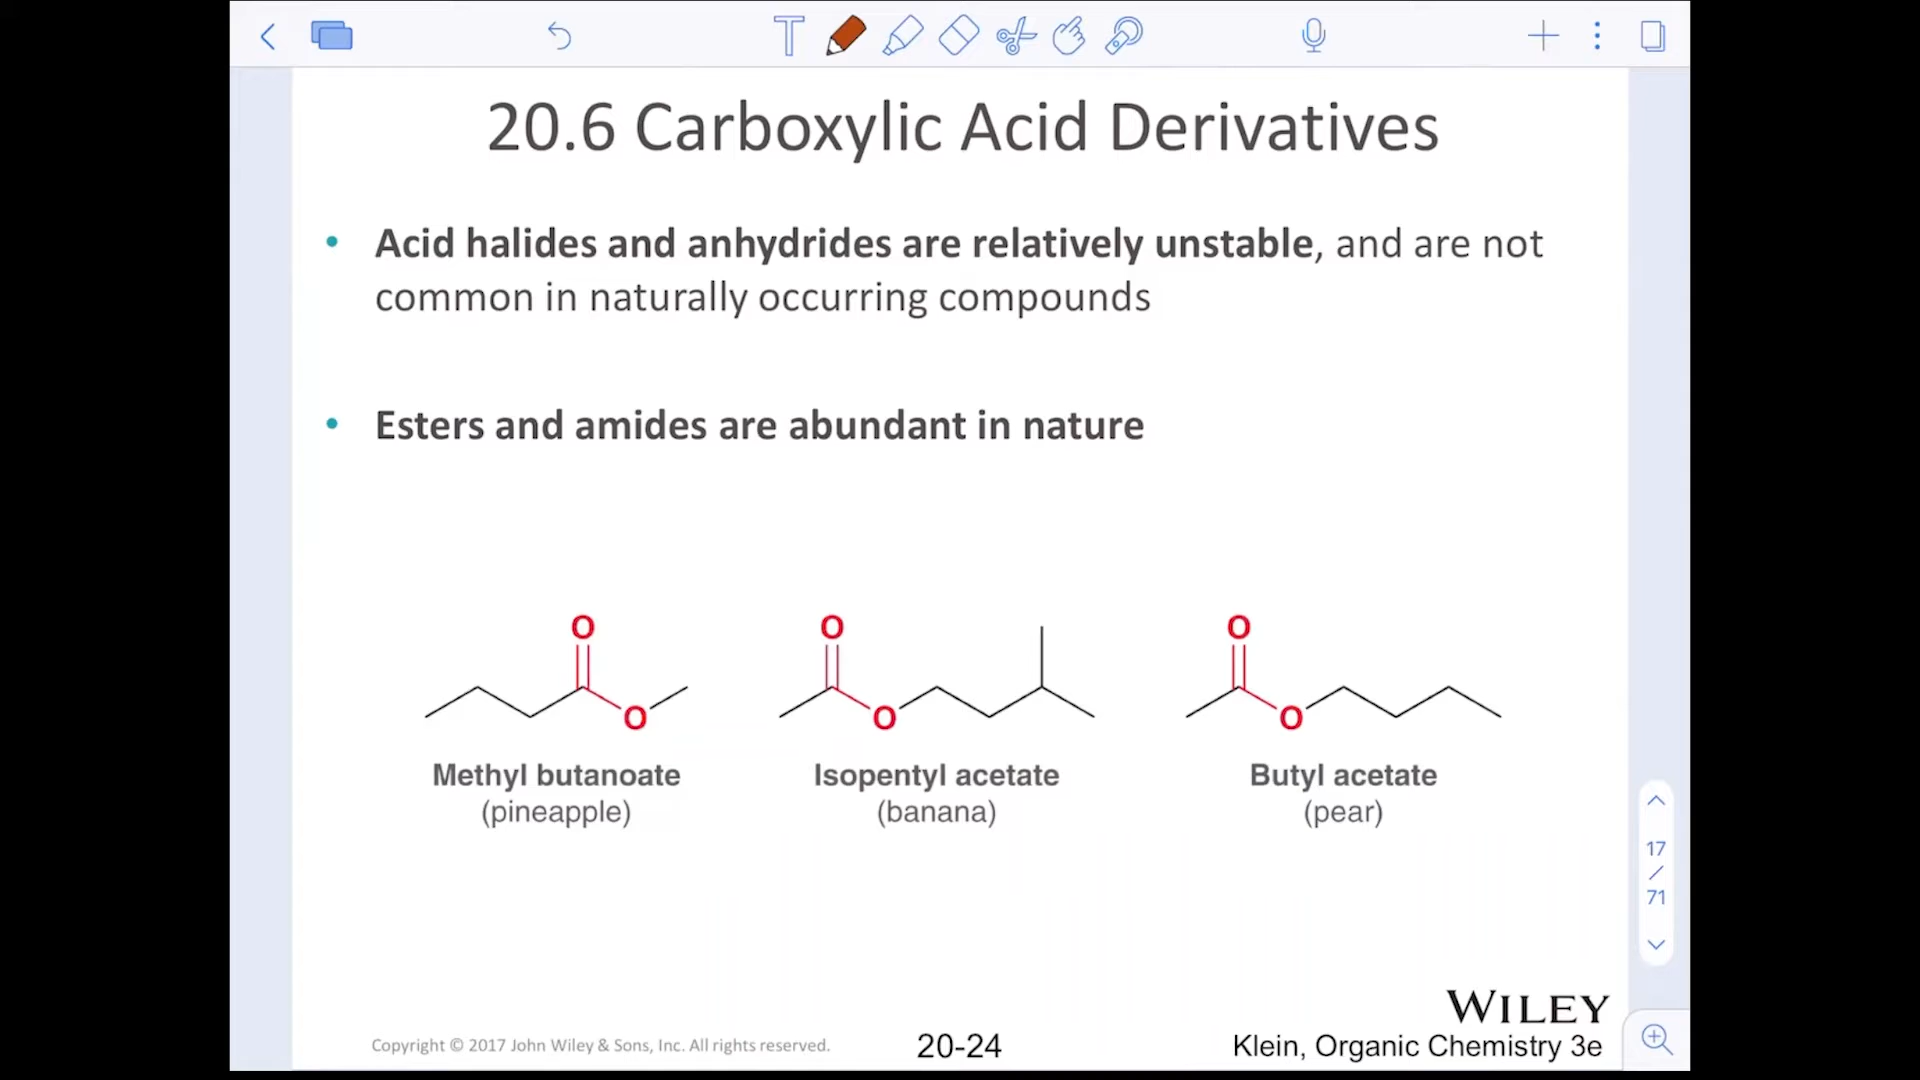 20.6 Carboxylic Acid Derivatives
• Acid halides and anhydrides are relatively unstable, and are not
common in naturally occurring compounds
• Esters and amides are abundant in nature
O O O
O O O
Methyl butanoate Isopentyl acetate Butyl acetate
(pineapple) (banana) (pear)
17
/
71
WILEY
Copyright © 2017 John Wiley & Sons, Inc. All rights reserved. 20-24 Klein, Organic Chemistry 3e